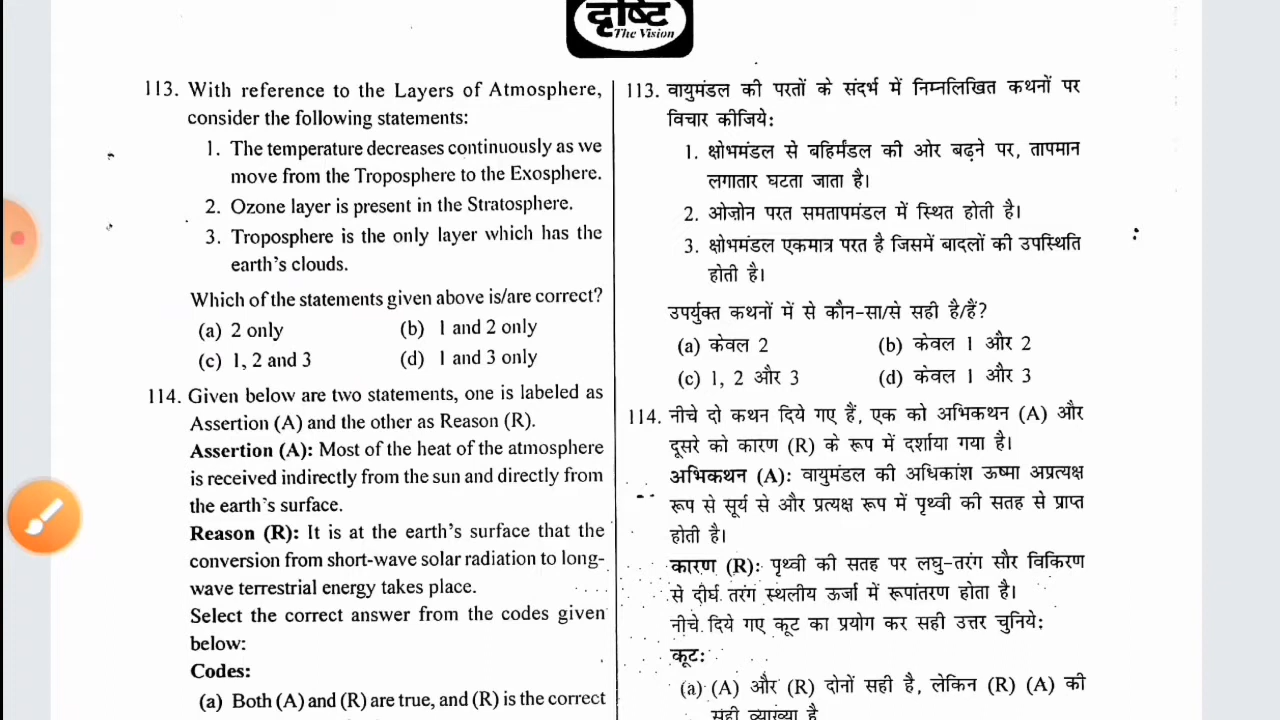 दृष्टि
The Vision
113. With reference to the Layers of Atmosphere,
consider the following statements:
1. The temperature decreases continuously as we
move from the Troposphere to the Exosphere.
2. Ozone layer is present in the Stratosphere.
3. Troposphere is the only layer which has the
earth's clouds.
Which of the statements given above is/are correct?
(a) 2 only (b) 1 and 2 only
(c) 1, 2 and 3 (d) 1 and 3 only
114. Given below are two statements, one is labeled as
Assertion (A) and the other as Reason (R).
Assertion (A): Most of the heat of the atmosphere
is received indirectly from the sun and directly from
the earth's surface.
Reason (R): It is at the earth's surface that the
conversion from short-wave solar radiation to long-
wave terrestrial energy takes place.
Select the correct answer from the codes given
below:
Codes:
(a) Both (A) and (R) are true, and (R) is the correct
113. वायुमंडल की परतों के संदर्भ में निम्नलिखित कथनों पर
विचार कीजिये:
1. क्षोभमंडल से बहिर्मंडल की ओर बढ़ने पर, तापमान
लगातार घटता जाता है।
2. ओज़ोन परत समतापमंडल में स्थित होती है।
3. क्षोभमंडल एकमात्र परत है जिसमें बादलों की उपस्थिति
होती है।
उपर्युक्त कथनों में से कौन-सा/से सही है/हैं?
(a) केवल 2 (b) केवल 1 और 2
(c) 1, 2 और 3 (d) केवल 1 और 3
114. नीचे दो कथन दिये गए हैं, एक को अभिकथन (A) और
दूसरे को कारण (R) के रूप में दर्शाया गया है।
अभिकथन (A): वायुमंडल की अधिकांश ऊष्मा अप्रत्यक्ष
रूप से सूर्य से और प्रत्यक्ष रूप में पृथ्वी की सतह से प्राप्त
होती है।
कारण (R): पृथ्वी की सतह पर लघु-तरंग सौर विकिरण
से दीर्घ तरंग स्थलीय ऊर्जा में रूपांतरण होता है।
नीचे दिये गए कूट का प्रयोग कर सही उत्तर चुनिये:
कूट:
(a) (A) और (R) दोनों सही है, लेकिन (R) (A) की
सही व्याख्या है